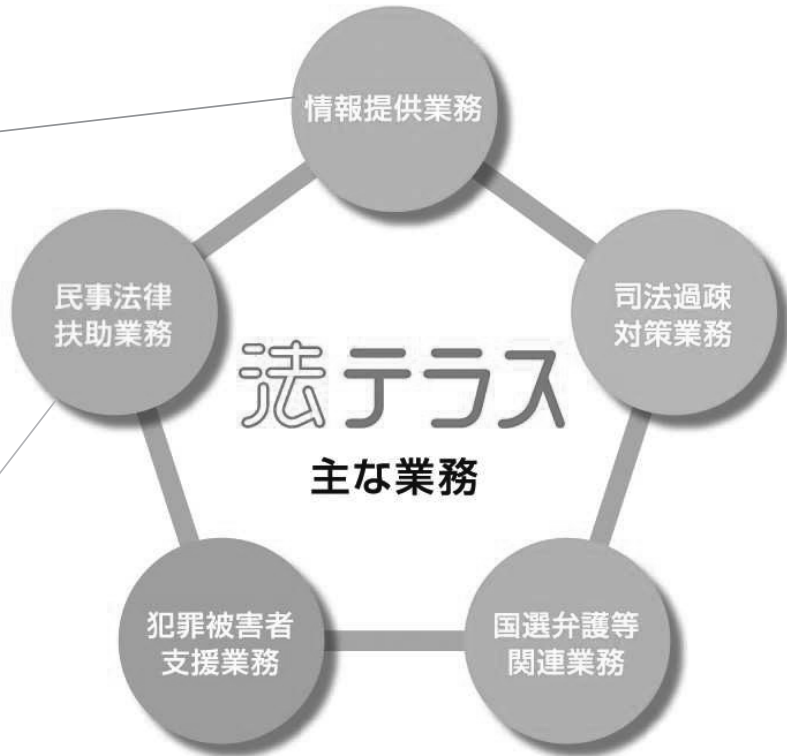 情報提供業務
民事法律
扶助業務
司法過疎
対策業務
法テラス
主な業務
犯罪被害者
支援業務
国選弁護等
関連業務